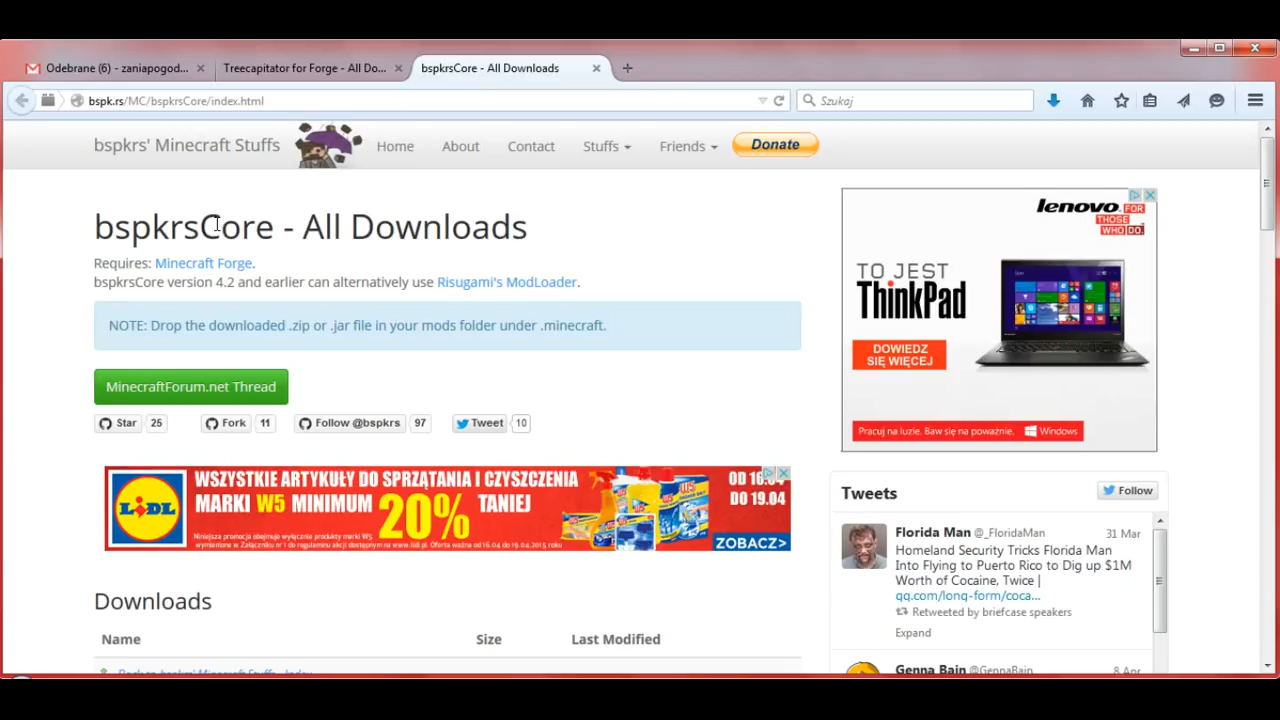 Odebrane (6) - zaniapogod...
Treecapitator for Forge - All Do...
bspkrsCore - All Downloads
bspk.rs/MC/bspkrsCore/index.html
Szukaj
bspkrs' Minecraft Stuffs
Home
About
Contact
Stuffs
Friends
Donate
bspkrsCore - All Downloads
Requires: Minecraft Forge.
bspkrsCore version 4.2 and earlier can alternatively use Risugami's ModLoader.
NOTE: Drop the downloaded .zip or .jar file in your mods folder under .minecraft.
MinecraftForum.net Thread
Star 25
Fork 11
Follow @bspkrs 97
Tweet 10
LIDL
WSZYSTKIE ARTYKUŁY DO SPRZĄTANIA I CZYSZCZENIA
MARKI W5 MINIMUM 20% TANIEJ
OD 16.04
DO 19.04
ZOBACZ>
Downloads
Name
Size
Last Modified
Back to bspkrs' Minecraft Stuffs - Index
lenovo FOR THOSE WHO DO.
TO JEST
ThinkPad
DOWIEDZ
SIĘ WIĘCEJ
Pracuj na luzie. Baw się na poważnie.
Windows
Tweets
Follow
Florida Man @_FloridaMan
31 Mar
Homeland Security Tricks Florida Man
Into Flying to Puerto Rico to Dig up $1M
Worth of Cocaine, Twice |
qq.com/long-form/coca...
Retweeted by briefcase speakers
Expand
Genna Bain @GennaBain
8 Apr